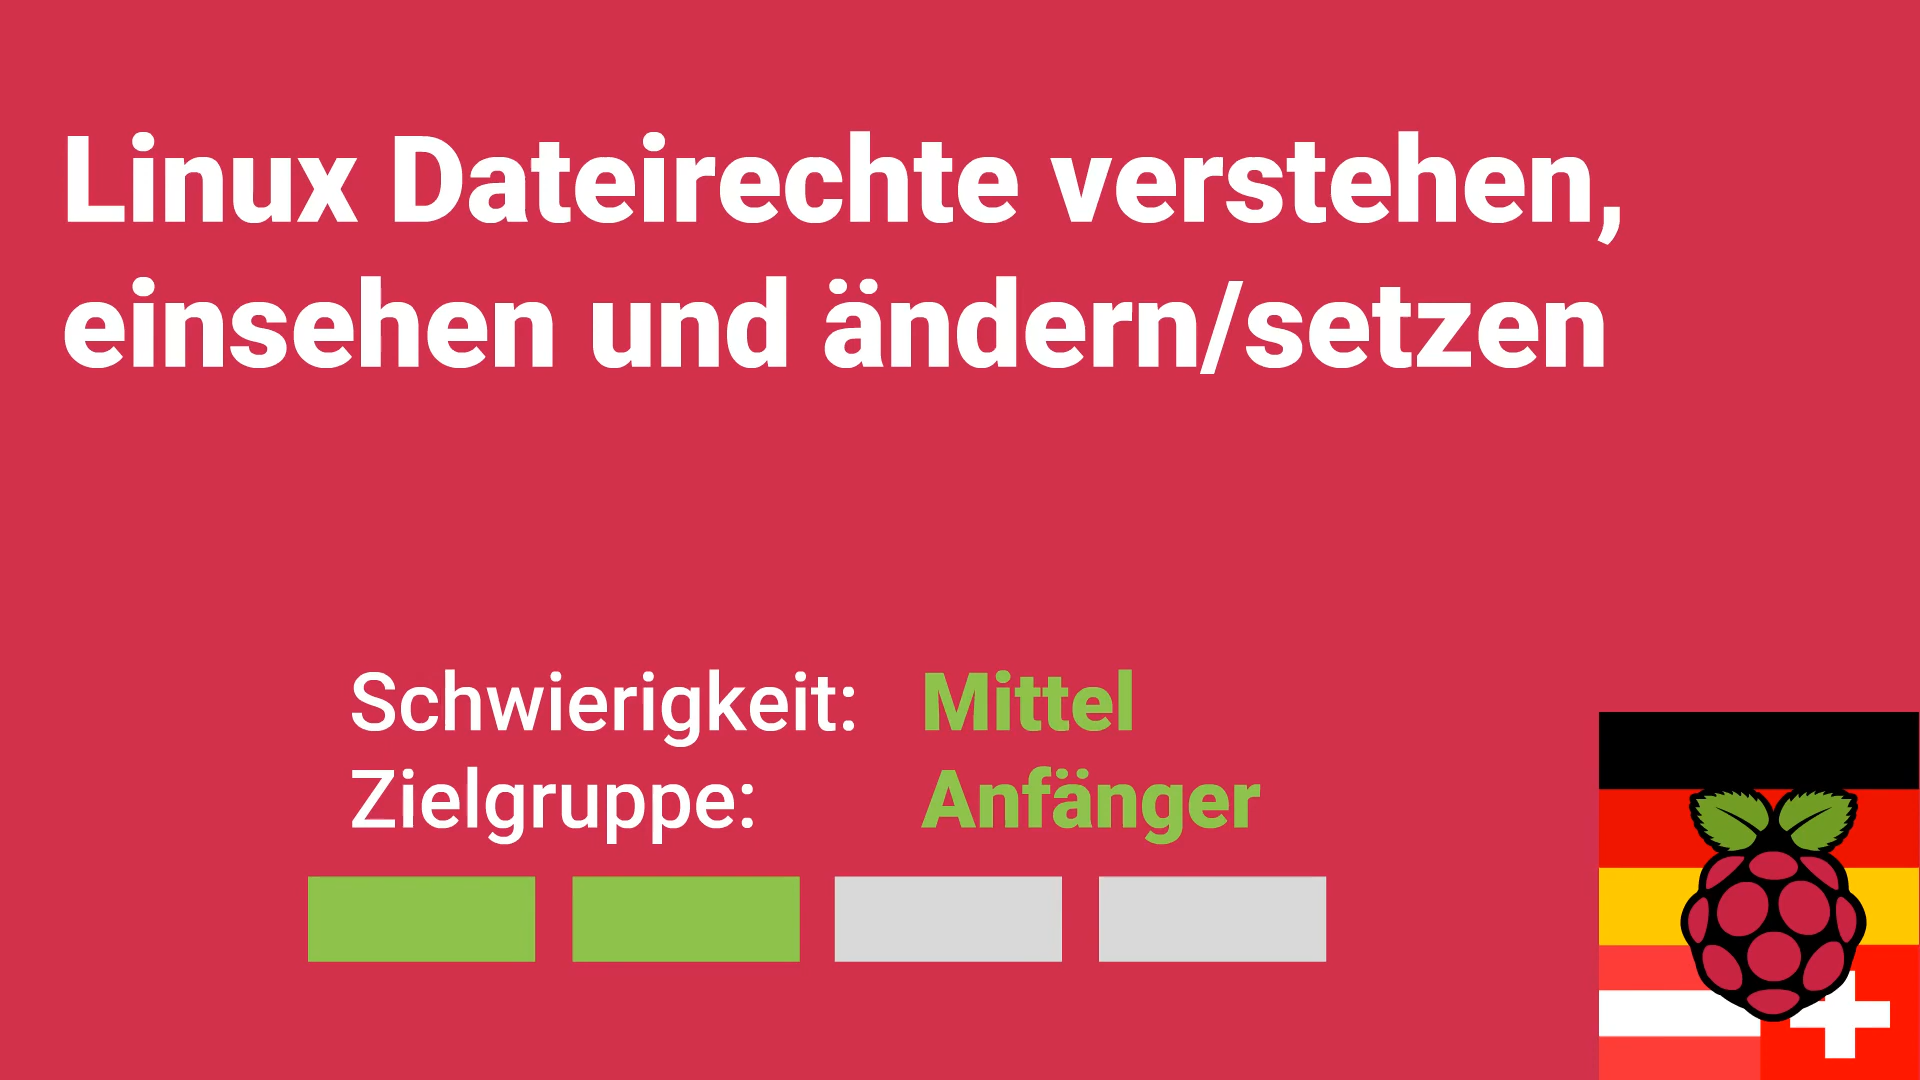 Linux Dateirechte verstehen,
einsehen und ändern/setzen
Schwierigkeit: Mittel
Zielgruppe: Anfänger